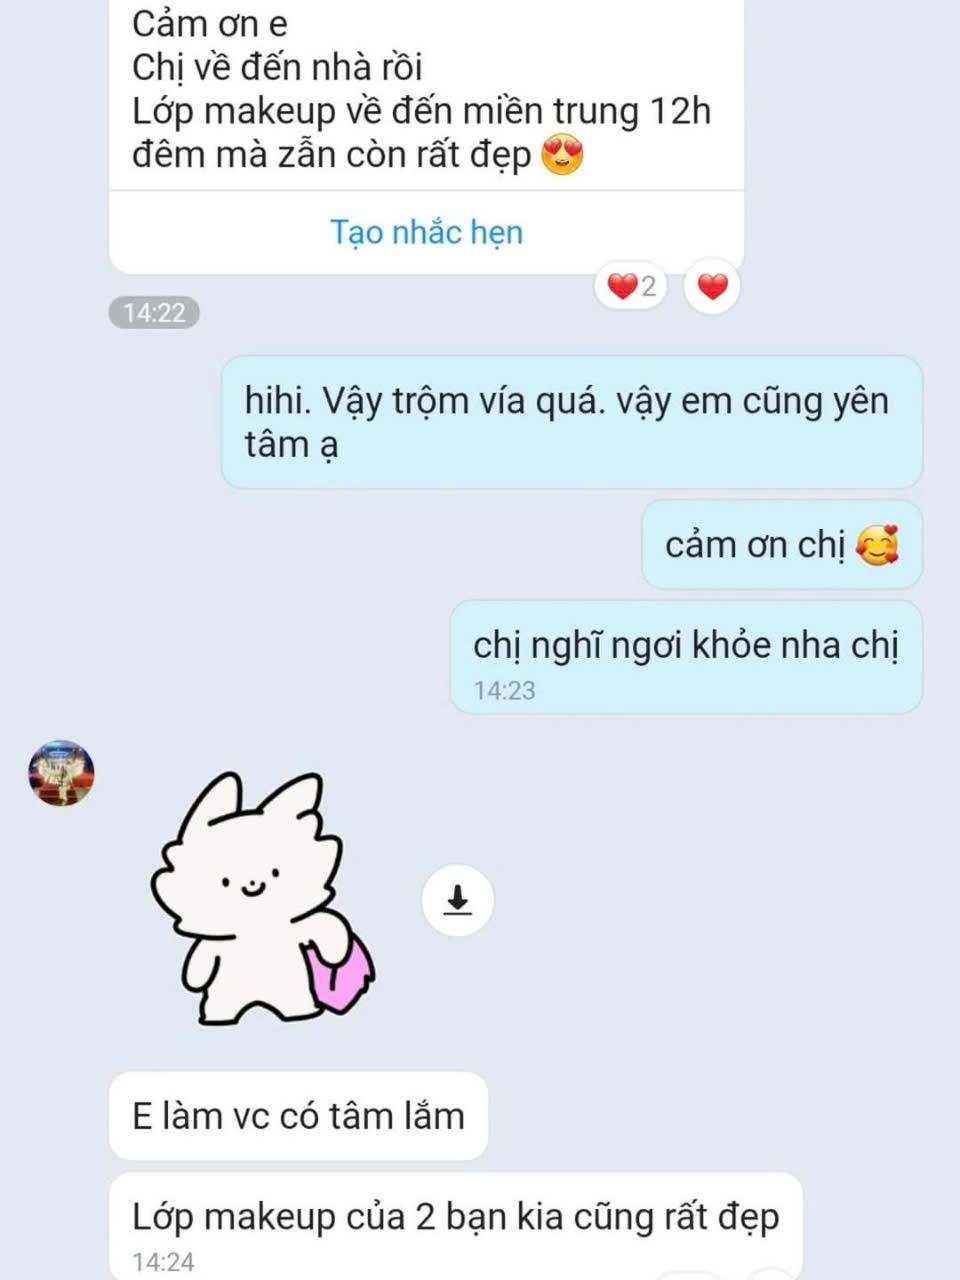 Cảm ơn e
Chị về đến nhà rồi
Lớp makeup về đến miền trung 12h
đêm mà zẫn còn rất đẹp 😍
Tạo nhắc hẹn
❤️2 ❤️
14:22
hihi. Vậy trộm vía quá. vậy em cũng yên
tâm ạ
cảm ơn chị 🥰
chị nghĩ ngơi khỏe nha chị
14:23
E làm vc có tâm lắm
Lớp makeup của 2 bạn kia cũng rất đẹp
14:24